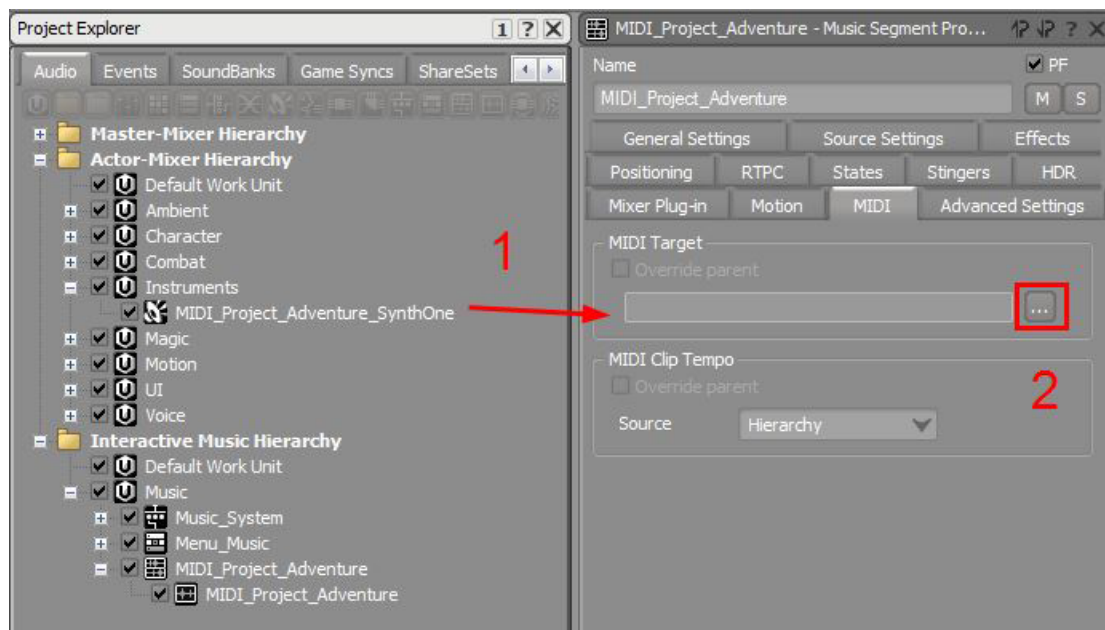 Project Explorer
1 ? X
Audio Events SoundBanks Game Syncs ShareSets
Master-Mixer Hierarchy
Actor-Mixer Hierarchy
Default Work Unit
Ambient
Character
Combat
Instruments
MIDI_Project_Adventure_SynthOne
Magic
Motion
UI
Voice
Interactive Music Hierarchy
Default Work Unit
Music
Music_System
Menu_Music
MIDI_Project_Adventure
MIDI_Project_Adventure
1
MIDI_Project_Adventure - Music Segment Pro... ? X
Name PF
MIDI_Project_Adventure M S
General Settings Source Settings Effects
Positioning RTPC States Stingers HDR
Mixer Plug-in Motion MIDI Advanced Settings
MIDI Target
Override parent
...
MIDI Clip Tempo
Override parent
2
Source Hierarchy